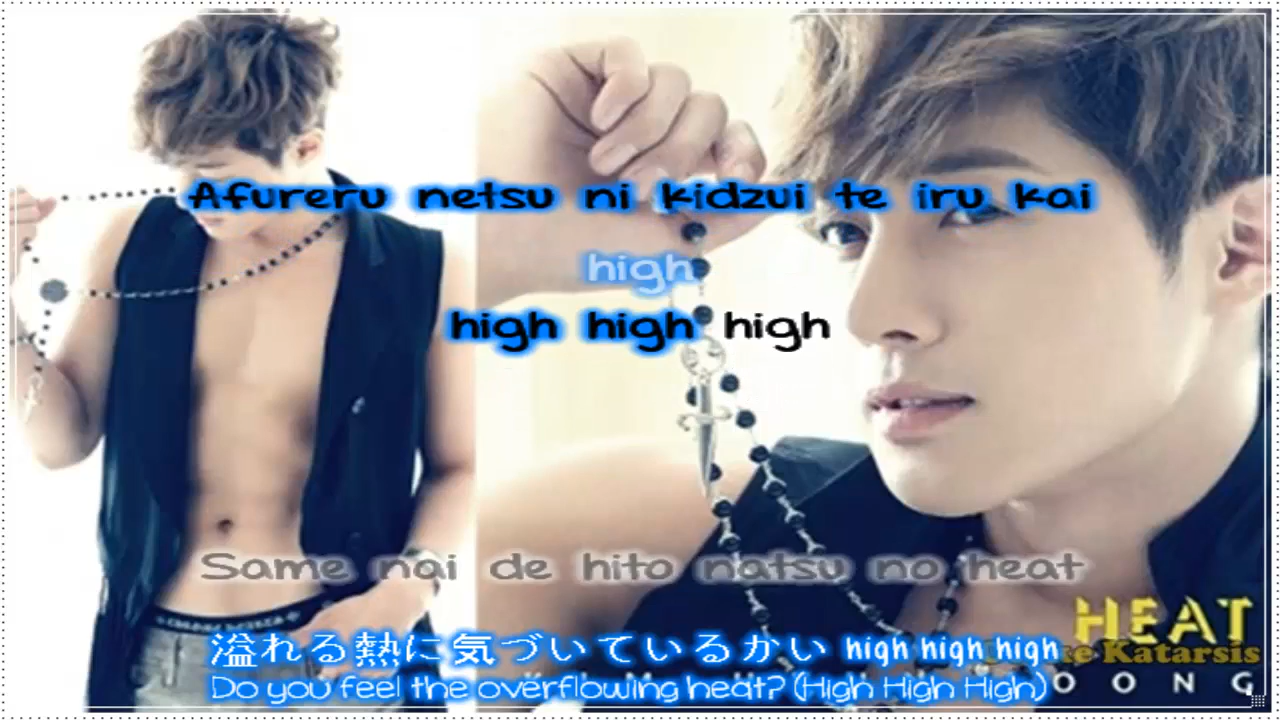 Afureru netsu ni kidzui te iru kai
high
high high high
Same nai de hito natsu no heat
HEAT
Katarsis
溢れる熱に気づいているかい high high high
Do you feel the overflowing heat? (High High High)
OONG